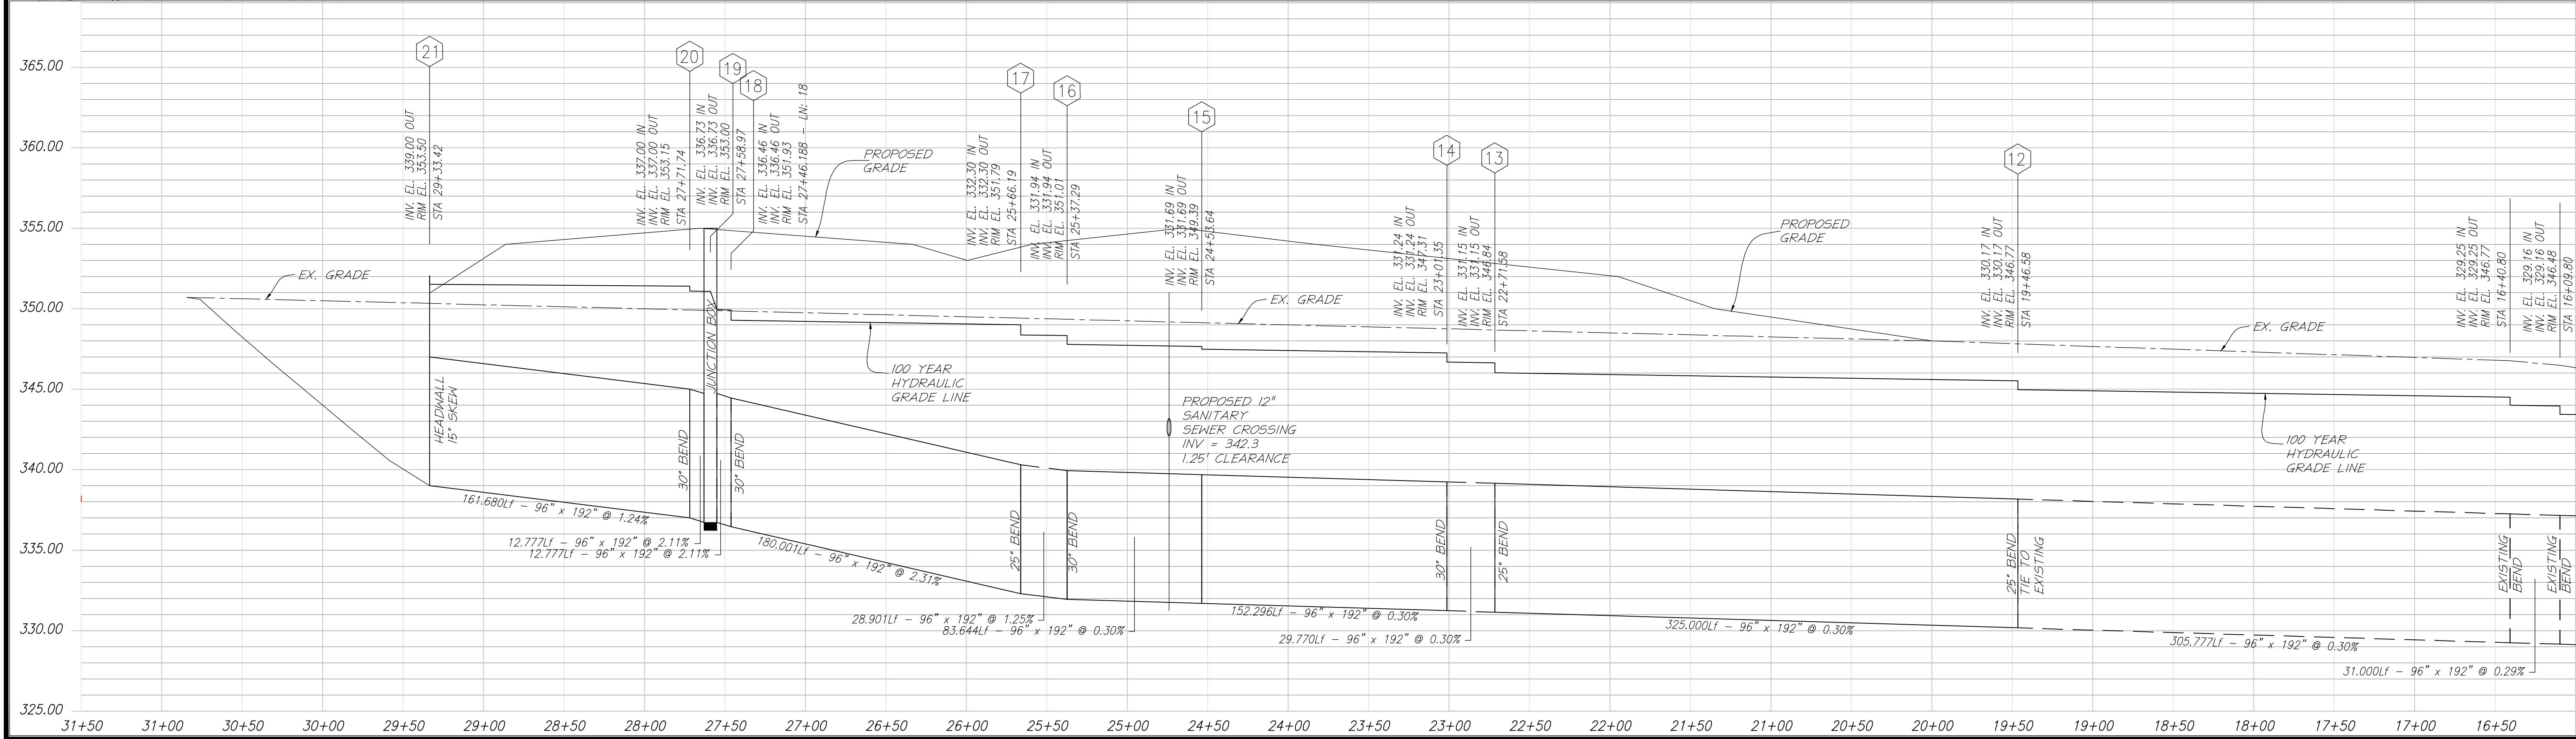 365.00
360.00
355.00
350.00
345.00
340.00
335.00
330.00
325.00
21
INV. EL. 339.00 OUT
RIM EL. 353.50
STA 29+33.42
20
INV. EL. 337.00 IN
INV. EL. 337.00 OUT
RIM EL. 353.15
STA 27+71.74
19
INV. EL. 336.73 IN
INV. EL. 336.73 OUT
RIM EL. 353.00
STA 27+58.97
18
INV. EL. 336.46 IN
INV. EL. 336.46 OUT
RIM EL. 351.93
STA 27+46.188 - LN: 18
PROPOSED
GRADE
17
INV. EL. 332.30 IN
INV. EL. 332.30 OUT
RIM EL. 351.79
STA 25+66.19
16
INV. EL. 331.94 IN
INV. EL. 331.94 OUT
RIM EL. 351.01
STA 25+37.29
15
INV. EL. 331.69 IN
INV. EL. 331.69 OUT
RIM EL. 349.39
STA 24+53.64
14
INV. EL. 331.24 IN
INV. EL. 331.24 OUT
RIM EL. 347.31
STA 23+01.35
13
INV. EL. 331.15 IN
INV. EL. 331.15 OUT
RIM EL. 346.84
STA 22+71.58
PROPOSED
GRADE
12
INV. EL. 330.17 IN
INV. EL. 330.17 OUT
RIM EL. 346.77
STA 19+46.58
INV. EL. 329.25 IN
INV. EL. 329.25 OUT
RIM EL. 346.77
STA 16+40.80
INV. EL. 329.16 IN
INV. EL. 329.16 OUT
RIM EL. 346.48
STA 16+09.80
EX. GRADE
EX. GRADE
EX. GRADE
HEADWALL
15° SKEW
30° BEND
JUNCTION BOX
30° BEND
100 YEAR
HYDRAULIC
GRADE LINE
25° BEND
30° BEND
PROPOSED 12"
SANITARY
SEWER CROSSING
INV = 342.3
1.25' CLEARANCE
30° BEND
25° BEND
25° BEND
TIE TO
EXISTING
100 YEAR
HYDRAULIC
GRADE LINE
EXISTING
BEND
EXISTING
BEND
161.680Lf - 96" x 192" @ 1.24%
12.777Lf - 96" x 192" @ 2.11%
12.777Lf - 96" x 192" @ 2.11%
180.001Lf - 96" x 192" @ 2.31%
28.901Lf - 96" x 192" @ 1.25%
83.644Lf - 96" x 192" @ 0.30%
152.296Lf - 96" x 192" @ 0.30%
29.770Lf - 96" x 192" @ 0.30%
325.000Lf - 96" x 192" @ 0.30%
305.777Lf - 96" x 192" @ 0.30%
31.000Lf - 96" x 192" @ 0.29%
31+50 31+00 30+50 30+00 29+50 29+00 28+50 28+00 27+50 27+00 26+50 26+00 25+50 25+00 24+50 24+00 23+50 23+00 22+50 22+00 21+50 21+00 20+50 20+00 19+50 19+00 18+50 18+00 17+50 17+00 16+50